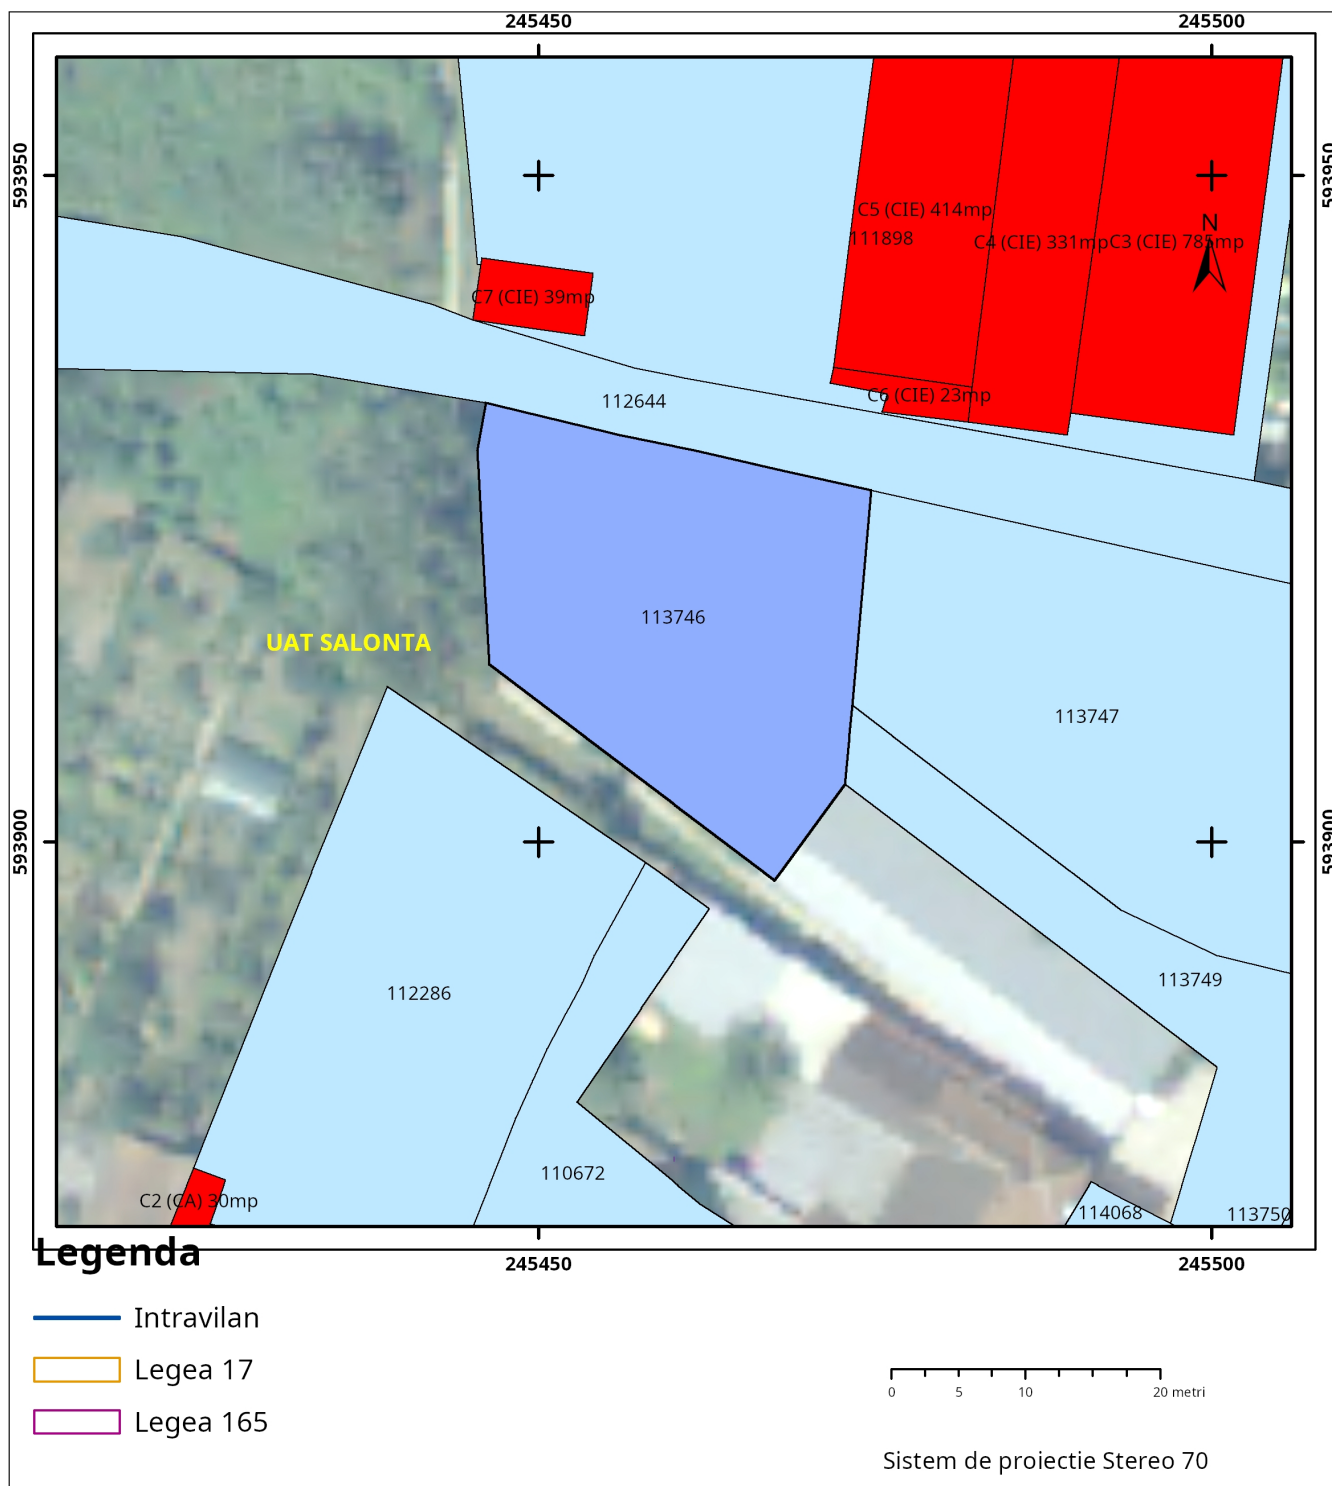 245450
245500
593950
593950
C5 (CIE) 414mp
111898
N
C4 (CIE) 331mp
C3 (CIE) 785mp
C7 (CIE) 39mp
C6 (CIE) 23mp
112644
113746
UAT SALONTA
113747
593900
593900
113749
112286
110672
C2 (CA) 30mp
114068
113750
245450
245500
Legenda
Intravilan
Legea 17
Legea 165
0 5 10 20 metri
Sistem de proiectie Stereo 70